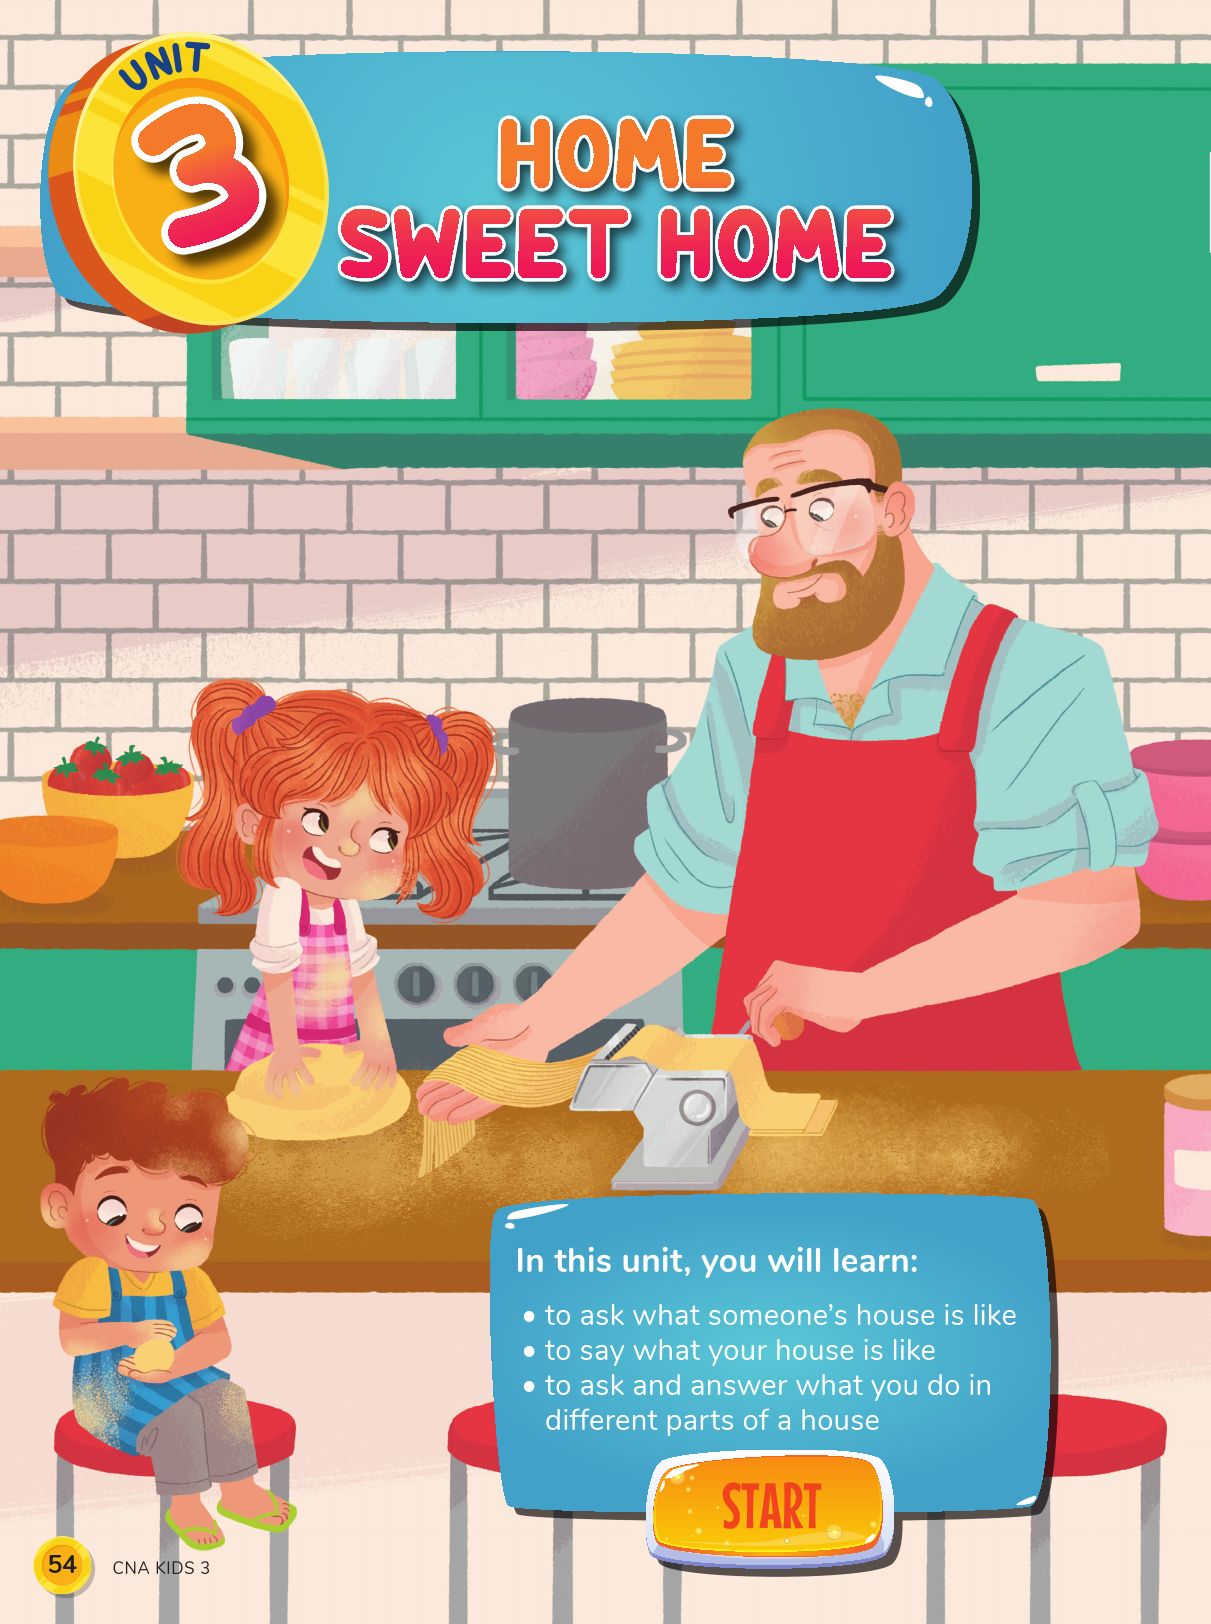 UNIT
3
HOME
SWEET HOME
In this unit, you will learn:
• to ask what someone’s house is like
• to say what your house is like
• to ask and answer what you do in
different parts of a house
START
54
CNA KIDS 3